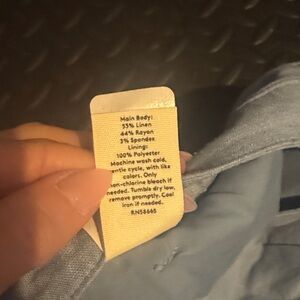 Main Body:
53% Linen
44% Rayon
3% Spandex
Lining:
100% Polyester
Machine wash cold,
gentle cycle, with like
colors. Only
non-chlorine bleach if
needed. Tumble dry low,
remove promptly. Cool
iron if needed.
RN58665